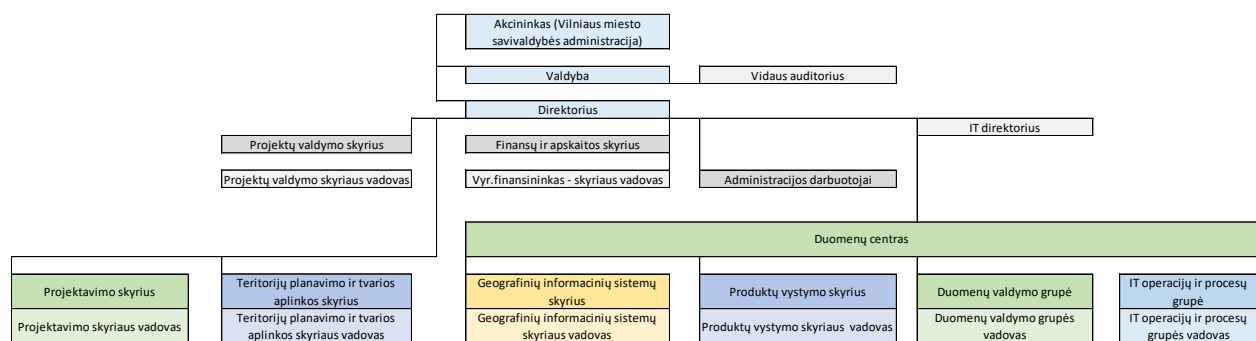 Akcininkas (Vilniaus miesto
savivaldybės administracija)
Valdyba
Vidaus auditorius
Direktorius
IT direktorius
Projektų valdymo skyrius
Finansų ir apskaitos skyrius
Projektų valdymo skyriaus vadovas
Vyr.finansininkas - skyriaus vadovas
Administracijos darbuotojai
Duomenų centras
Projektavimo skyrius
Teritorijų planavimo ir tvarios
aplinkos skyrius
Geografinių informacinių sistemų
skyrius
Produktų vystymo skyrius
Duomenų valdymo grupė
IT operacijų ir procesų
grupė
Projektavimo skyriaus vadovas
Teritorijų planavimo ir tvarios
aplinkos skyriaus vadovas
Geografinių informacinių sistemų
skyriaus vadovas
Produktų vystymo skyriaus  vadovas
Duomenų valdymo grupės
vadovas
IT operacijų ir procesų
grupės vadovas